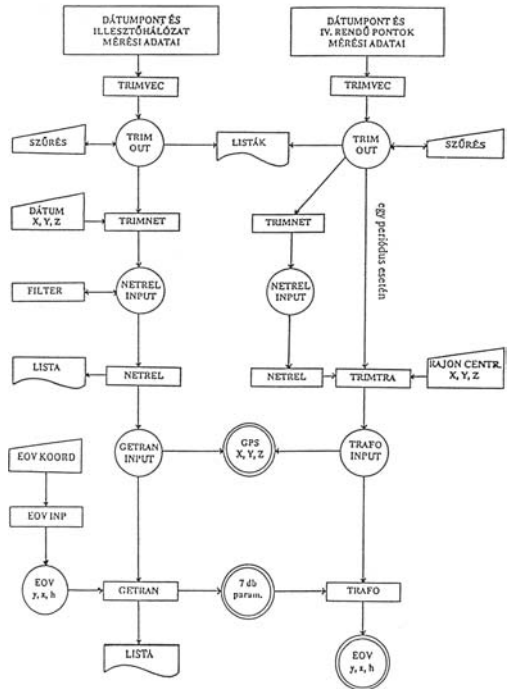 DÁTUMPONT ÉS
ILLESZTŐHÁLÓZAT
MÉRÉSI ADATAI
DÁTUMPONT ÉS
IV. RENDŰ PONTOK
MÉRÉSI ADATAI
TRIMVEC
TRIMVEC
SZŰRÉS
TRIM
OUT
LISTÁK
TRIM
OUT
SZŰRÉS
DÁTUM
X, Y, Z
TRIMNET
TRIMNET
egy periódus esetén
FILTER
NETREL
INPUT
NETREL
INPUT
LISTA
NETREL
NETREL
TRIMTRA
RAJON CENTR.
X, Y, Z
GETRAN
INPUT
GPS
X, Y, Z
TRAFO
INPUT
EOV KOORD
EOV INP
EOV
y, x, h
GETRAN
7 db
param.
TRAFO
LISTÁ
EOV
y, x, h